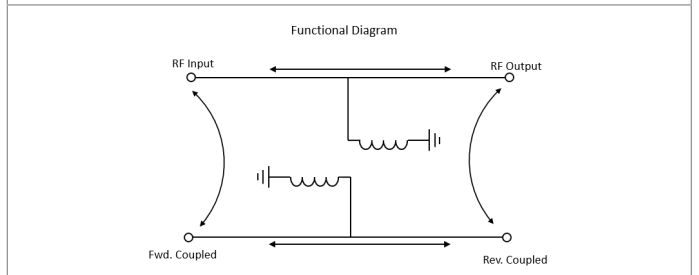 Functional Diagram
RF Input
RF Output
Fwd. Coupled
Rev. Coupled